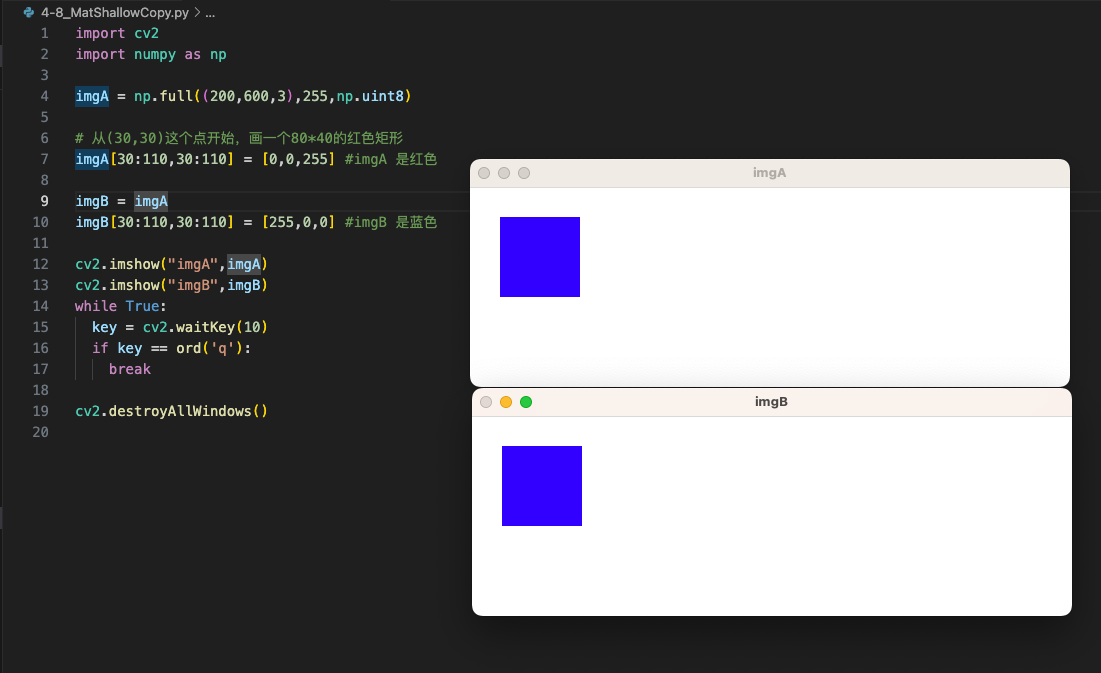 4-8_MatShallowCopy.py > ...
1 import cv2
2 import numpy as np
3
4 imgA = np.full((200,600,3),255,np.uint8)
5
6 # 从(30,30)这个点开始，画一个80*40的红色矩形
7 imgA[30:110,30:110] = [0,0,255] #imgA 是红色
8
9 imgB = imgA
10 imgB[30:110,30:110] = [255,0,0] #imgB 是蓝色
11
12 cv2.imshow("imgA",imgA)
13 cv2.imshow("imgB",imgB)
14 while True:
15   key = cv2.waitKey(10)
16   if key == ord('q'):
17     break
18
19 cv2.destroyAllWindows()
20
imgA
imgB